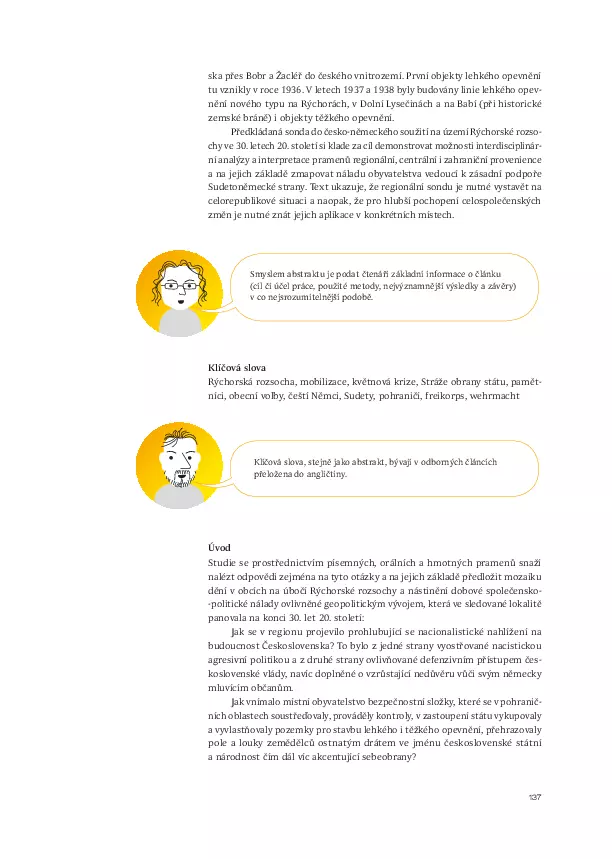 ska přes Bobr a Žacléř do českého vnitrozemí. První objekty lehkého opevnění
tu vznikly v roce 1936. V letech 1937 a 1938 byly budovány linie lehkého opev-
nění nového typu na Rýchorách, v Dolní Lysečinách a na Babí (při historické
zemské bráně) i objekty těžkého opevnění.
Předkládaná sonda do česko-německého soužití na území Rýchorské rozso-
chy ve 30. letech 20. století si klade za cíl demonstrovat možnosti interdisciplinár-
ní analýzy a interpretace pramenů regionální, centrální i zahraniční provenience
a na jejich základě zmapovat náladu obyvatelstva vedoucí k zásadní podpoře
Sudetoněmecké strany. Text ukazuje, že regionální sondu je nutné vystavět na
celorepublikové situaci a naopak, že pro hlubší pochopení celospolečenských
změn je nutné znát jejich aplikace v konkrétních místech.
Smyslem abstraktu je podat čtenáři základní informace o článku
(cíl či účel práce, použité metody, nejvýznamnější výsledky a závěry)
v co nejsrozumitelnější podobě.
Klíčová slova
Rýchorská rozsocha, mobilizace, květnová krize, Stráže obrany státu, pamět-
níci, obecní volby, čeští Němci, Sudety, pohraničí, freikorps, wehrmacht
Klíčová slova, stejně jako abstrakt, bývají v odborných článcích
přeložena do angličtiny.
Úvod
Studie se prostřednictvím písemných, orálních a hmotných pramenů snaží
nalézt odpovědi zejména na tyto otázky a na jejich základě předložit mozaiku
dění v obcích na úbočí Rýchorské rozsochy a nástinění dobové společensko-
-politické nálady ovlivněné geopolitickým vývojem, která ve sledované lokalitě
panovala na konci 30. let 20. století:
Jak se v regionu projevilo prohlubující se nacionalistické nahlížení na
budoucnost Československa? To bylo z jedné strany vyostřované nacistickou
agresivní politikou a z druhé strany ovlivňované defenzivním přístupem čes-
koslovenské vlády, navíc doplněné o vzrůstající nedůvěru vůči svým německy
mluvícím občanům.
Jak vnímalo místní obyvatelstvo bezpečnostní složky, které se v pohranič-
ních oblastech soustřeďovaly, prováděly kontroly, v zastoupení státu vykupovaly
a vyvlastňovaly pozemky pro stavbu lehkého i těžkého opevnění, přehrazovaly
pole a louky zemědělců ostnatým drátem ve jménu československé státní
a národnost čím dál víc akcentující sebeobrany?
137